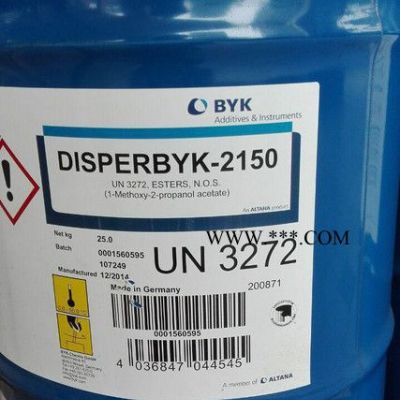 BYK
Additives & Instruments
DISPERBYK-2150
UN 3272, ESTERS, N.O.S.
(1-Methoxy-2-propanol acetate)
An ALTANA product
Net kg 25.0
Batch 0001560595
107249
Manufactured 12/2014
WWW.***.COM
UN 3272
200871
Made in Germany
0001560595
4 036847 044545
A member of ALTANA